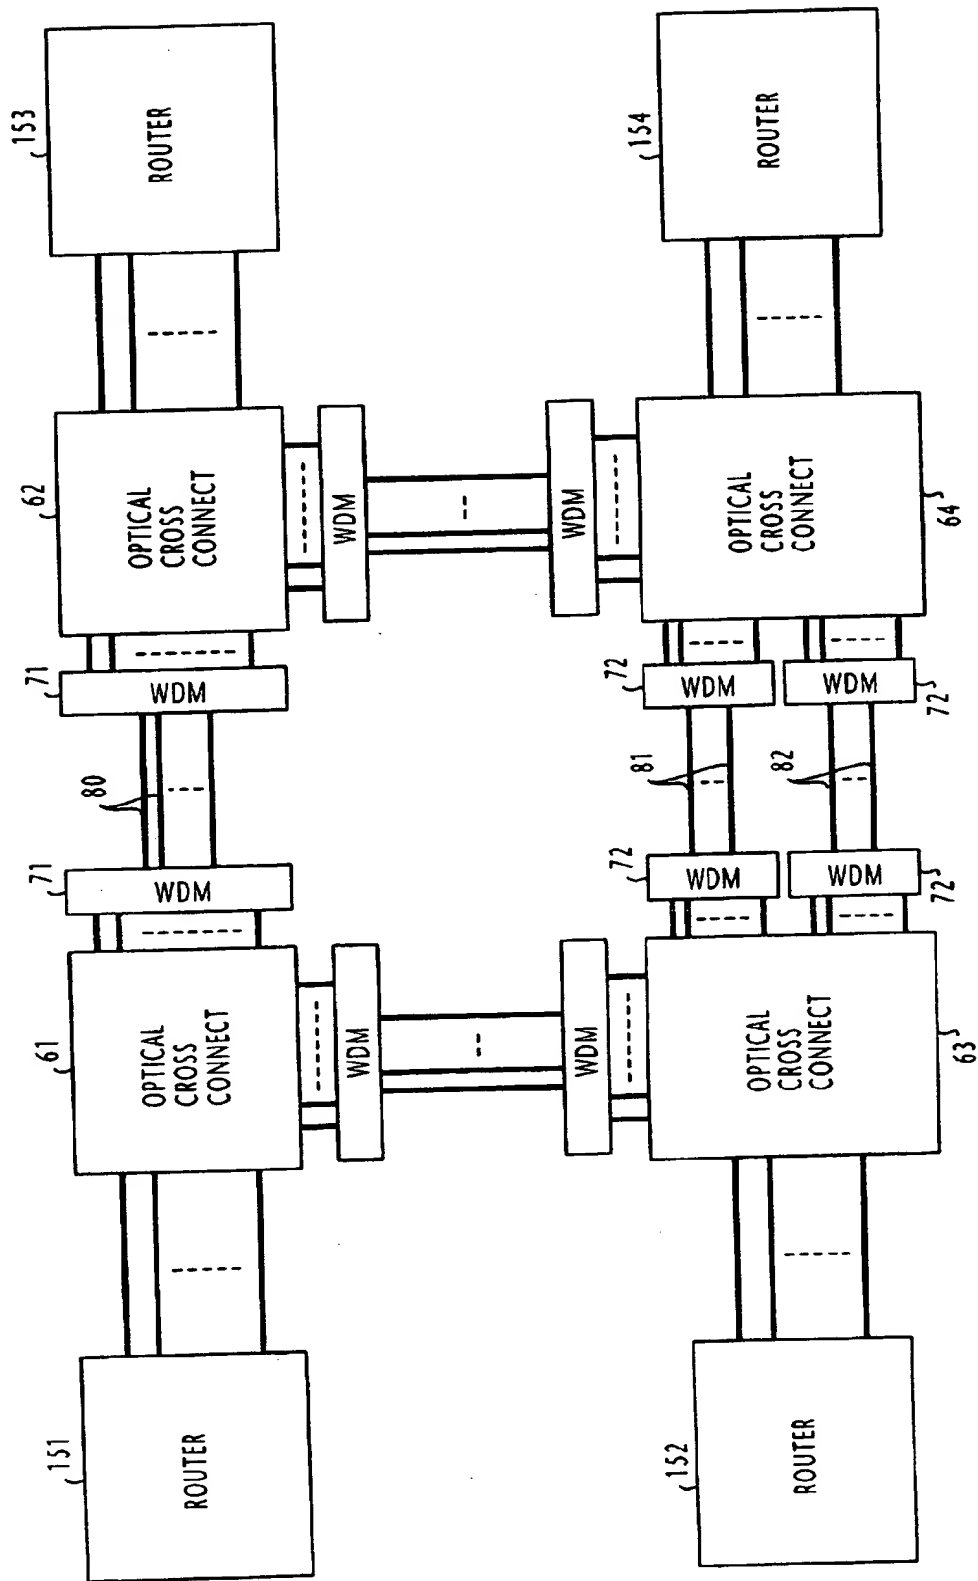 151
ROUTER
61
OPTICAL
CROSS
CONNECT
71
WDM
80
71
WDM
62
OPTICAL
CROSS
CONNECT
153
ROUTER
WDM
WDM
WDM
WDM
152
ROUTER
OPTICAL
CROSS
CONNECT
63
72
WDM
WDM
72
81
82
72
WDM
WDM
72
OPTICAL
CROSS
CONNECT
64
154
ROUTER